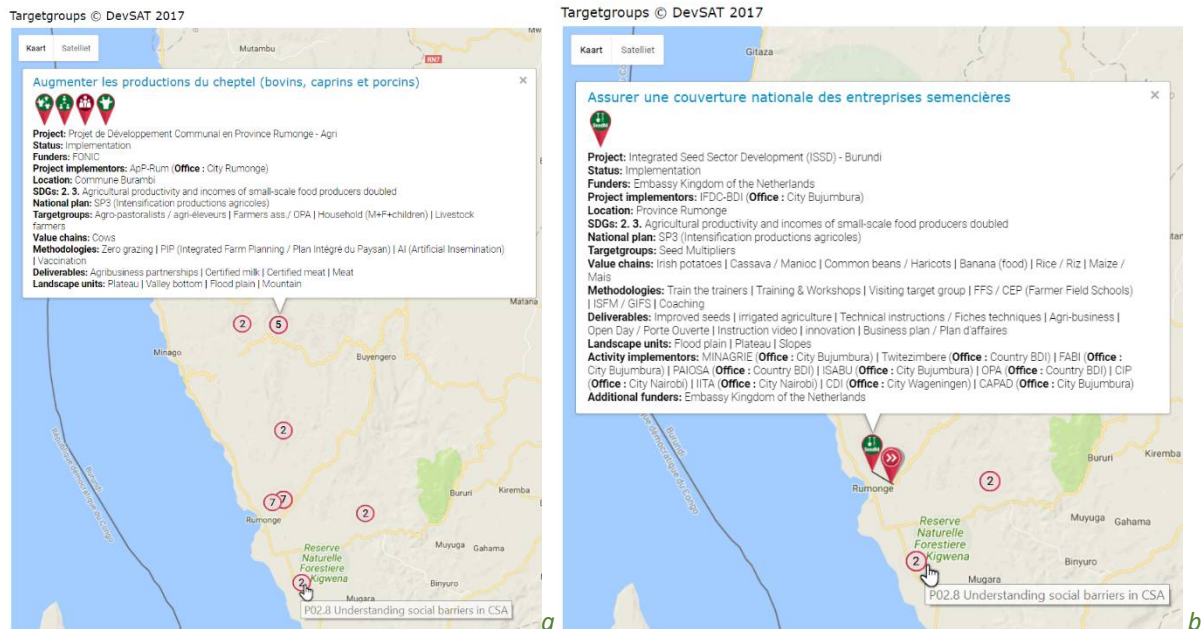 Targetgroups © DevSAT 2017
Kaart Satelliet
Mutambu
RN7
Augmenter les productions du cheptel (bovins, caprins et porcins) ×
Project: Projet de Développement Communal en Province Rumonge - Agri
Status: Implementation
Funders: FONIC
Project implementors: ApP-Rum (Office : City Rumonge)
Location: Commune Burambi
SDGs: 2. 3. Agricultural productivity and incomes of small-scale food producers doubled
National plan: SP3 (Intensification productions agricoles)
Targetgroups: Agro-pastoralists / agri-éleveurs | Farmers ass./ OPA | Household (M+F+children) | Livestock
farmers
Value chains: Cows
Methodologies: Zero grazing | PIP (Integrated Farm Planning / Plan Intégré du Paysan) | AI (Artificial Insemination)
| Vaccination
Deliverables: Agribusiness partnerships | Certified milk | Certified meat | Meat
Landscape units: Plateau | Valley bottom | Flood plain | Mountain
Matana
2 5
Minago
Buyengero
2
Burundi
République démocratique du Congo
7 7
Bururi Kiremba
2
Rumonge
Muyuga Gahama
Reserve
Naturelle
Forestiere
Kigwena
2
Binyuro
Mugara
P02.8 Understanding social barriers in CSA
a
Targetgroups © DevSAT 2017
Kaart Satelliet
Gitaza
Assurer une couverture nationale des entreprises semencières ×
Project: Integrated Seed Sector Development (ISSD) - Burundi
Status: Implementation
Funders: Embassy Kingdom of the Netherlands
Project implementors: IFDC-BDI (Office : City Bujumbura)
Location: Province Rumonge
SDGs: 2. 3. Agricultural productivity and incomes of small-scale food producers doubled
National plan: SP3 (Intensification productions agricoles)
Targetgroups: Seed Multipliers
Value chains: Irish potatoes | Cassava / Manioc | Common beans / Haricots | Banana (food) | Rice / Riz | Maize /
Mais
Methodologies: Train the trainers | Training & Workshops | Visiting target group | FFS / CEP (Farmer Field Schools)
| ISFM / GIFS | Coaching
Deliverables: Improved seeds | irrigated agriculture | Technical instructions / Fiches techniques | Agri-business |
Open Day / Porte Ouverte | Instruction video | innovation | Business plan / Plan d'affaires
Landscape units: Flood plain | Plateau | Slopes
Activity implementors: MINAGRIE (Office : City Bujumbura) | Twitezimbere (Office : Country BDI) | FABI (Office :
City Bujumbura) | PAIOSA (Office : Country BDI) | ISABU (Office : City Bujumbura) | OPA (Office : Country BDI) | CIP
(Office : City Nairobi) | IITA (Office : City Nairobi) | CDI (Office : City Wageningen) | CAPAD (Office : City Bujumbura)
Additional funders: Embassy Kingdom of the Netherlands
Burundi
Bururi Kiremba
2
Rumonge
Muyuga Gahama
Reserve
Naturelle
Forestiere
Kigwena
2
Binyuro
Mugara
P02.8 Understanding social barriers in CSA
b